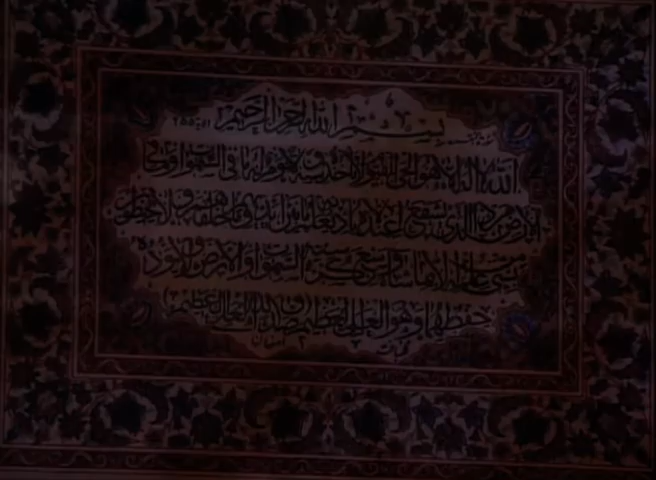 بسم الله الرحمن الرحيم
الله لا اله الا هو الحي القيوم لا تأخذه سنة ولا نوم له ما في السموات وما في
الارض من ذا الذي يشفع عنده الا باذنه يعلم ما بين ايديهم وما خلفهم ولا يحيطون
بشيء من علمه الا بما شاء وسع كرسيه السموات والارض ولا يؤده
حفظهما وهو العلي العظيم صدق الله العلي العظيم